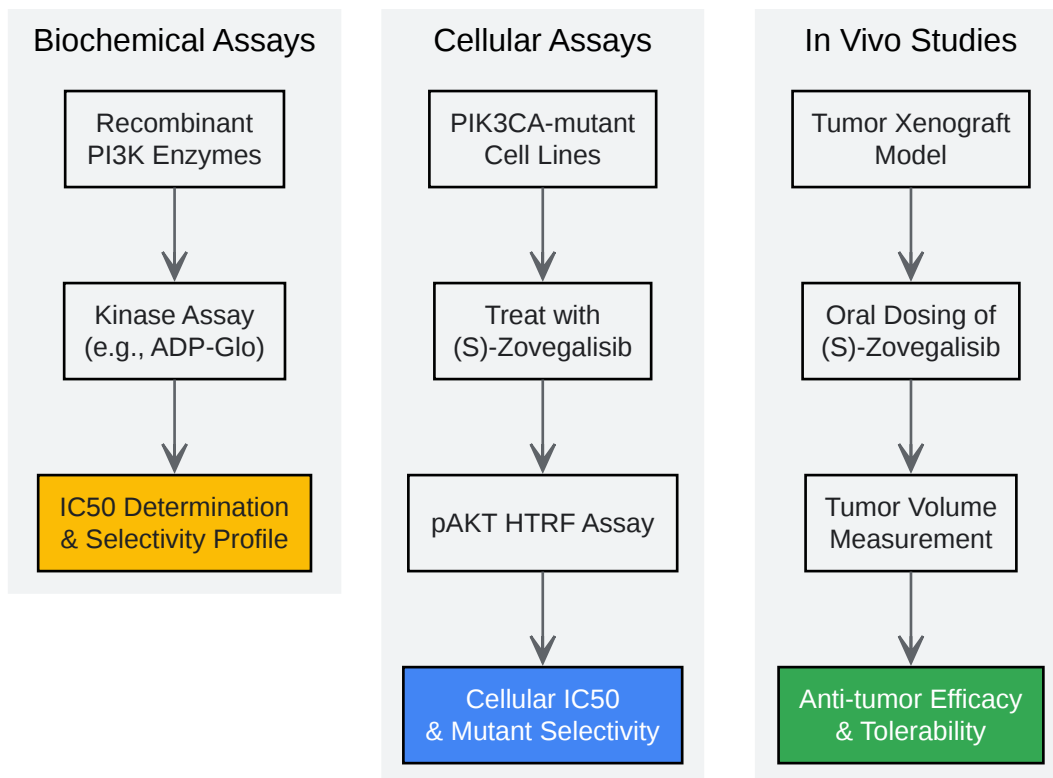 Biochemical Assays
Recombinant
PI3K Enzymes
Kinase Assay
(e.g., ADP-Glo)
IC50 Determination
& Selectivity Profile
Cellular Assays
PIK3CA-mutant
Cell Lines
Treat with
(S)-Zovegalisib
pAKT HTRF Assay
Cellular IC50
& Mutant Selectivity
In Vivo Studies
Tumor Xenograft
Model
Oral Dosing of
(S)-Zovegalisib
Tumor Volume
Measurement
Anti-tumor Efficacy
& Tolerability